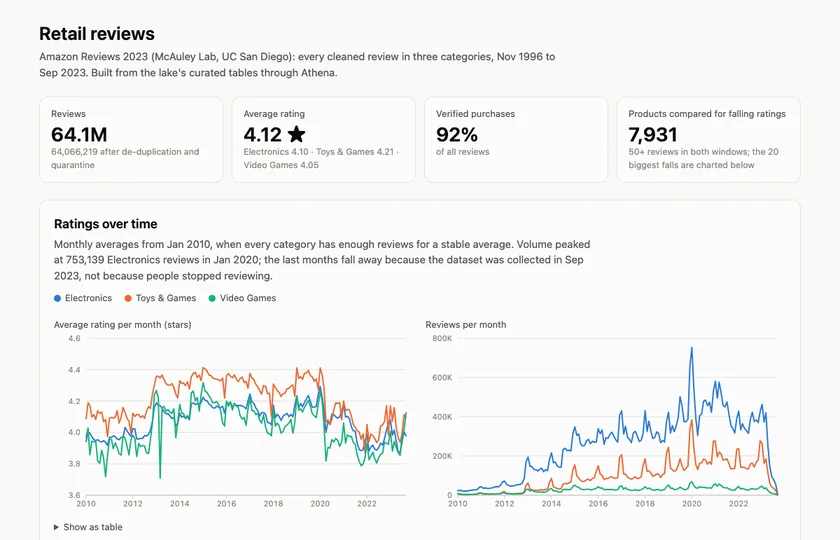 Retail reviews
Amazon Reviews 2023 (McAuley Lab, UC San Diego): every cleaned review in three categories, Nov 1996 to
Sep 2023. Built from the lake's curated tables through Athena.
Reviews
64.1M
64,066,219 after de-duplication and
quarantine
Average rating
4.12 ★
Electronics 4.10 · Toys & Games 4.21 ·
Video Games 4.05
Verified purchases
92%
of all reviews
Products compared for falling ratings
7,931
50+ reviews in both windows; the 20
biggest falls are charted below
Ratings over time
Monthly averages from Jan 2010, when every category has enough reviews for a stable average. Volume peaked
at 753,139 Electronics reviews in Jan 2020; the last months fall away because the dataset was collected in Sep
2023, not because people stopped reviewing.
Electronics Toys & Games Video Games
Average rating per month (stars)
4.6
4.4
4.2
4.0
3.8
3.6
2010 2012 2014 2016 2018 2020 2022
Reviews per month
800K
600K
400K
200K
0
2010 2012 2014 2016 2018 2020 2022
▶ Show as table